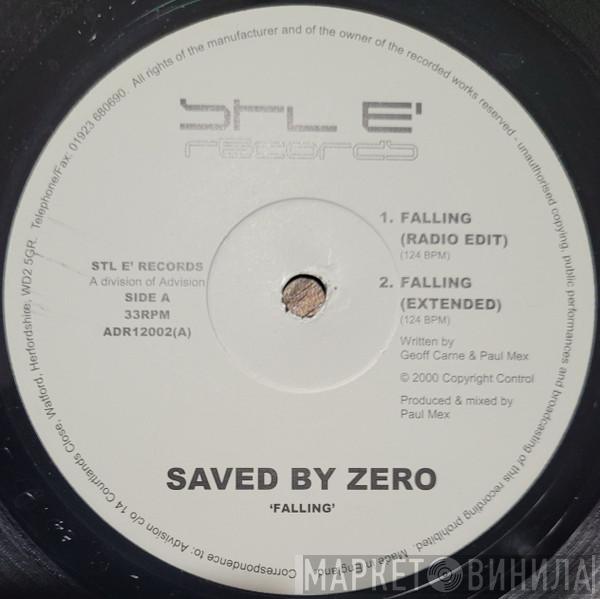 STL E'
records
1. FALLING
(RADIO EDIT)
(124 BPM)
2. FALLING
(EXTENDED)
(124 BPM)
Written by
Geoff Carne & Paul Mex
© 2000 Copyright Control
Produced & mixed by
Paul Mex
STL E' RECORDS
A division of Advision
SIDE A
33RPM
ADR12002(A)
SAVED BY ZERO
‘FALLING’
All rights of the manufacturer and of the owner of the recorded works reserved - unauthorised copying, public performances and broadcasting of this recording prohibited. Made in England.
Correspondence to: Advision c/o 14 Courtlands Close, Watford, Herfordshire, WD2 5GR. Telephone/Fax: 01923 680690.
МАРКЕТ ВИНИЛА